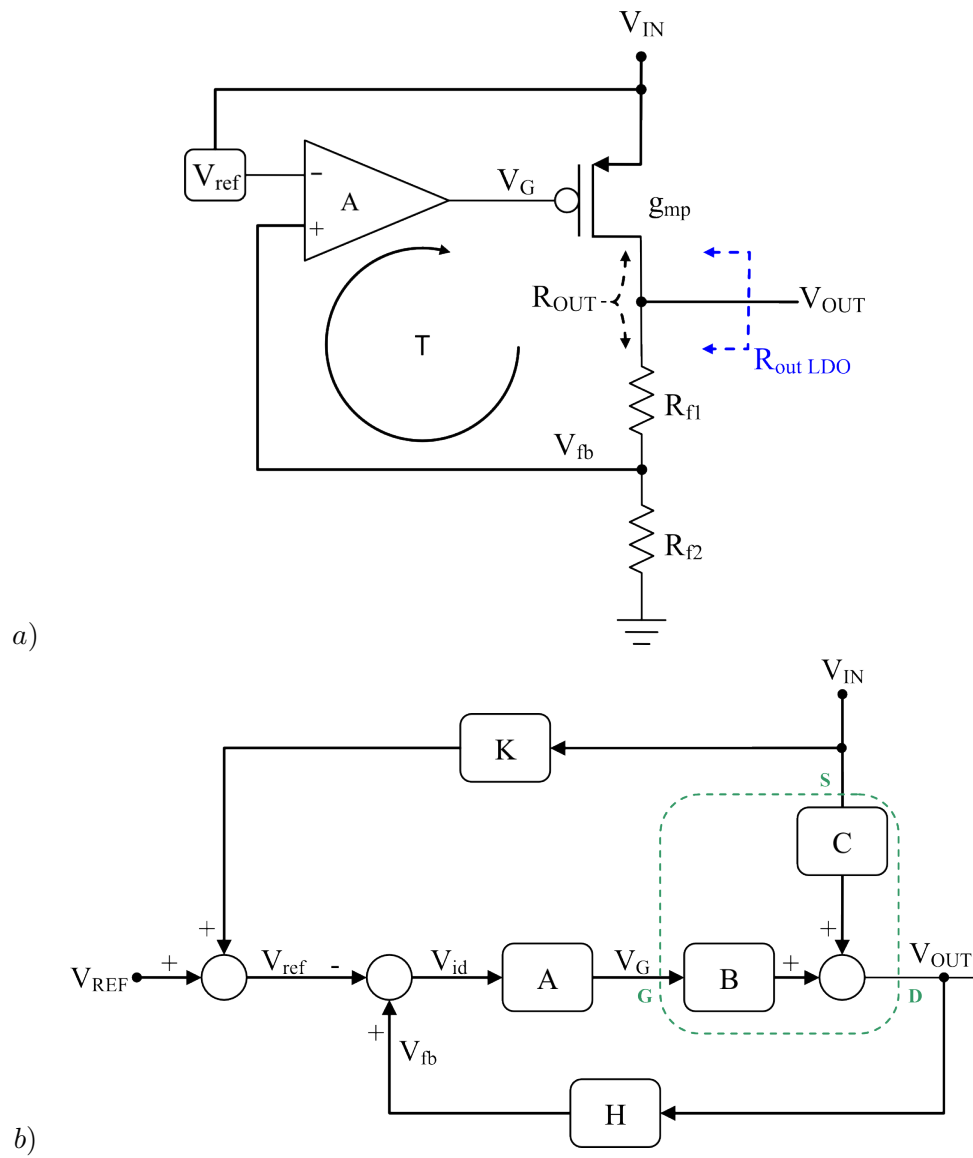 V_IN
V_ref
-
A
+
V_G
g_mp
R_OUT
V_OUT
T
R_out LDO
R_f1
V_fb
R_f2
a)
V_IN
K
S
C
+
+
V_REF
+
V_ref
-
V_id
A
V_G
G
B
+
V_OUT
D
+
V_fb
H
b)